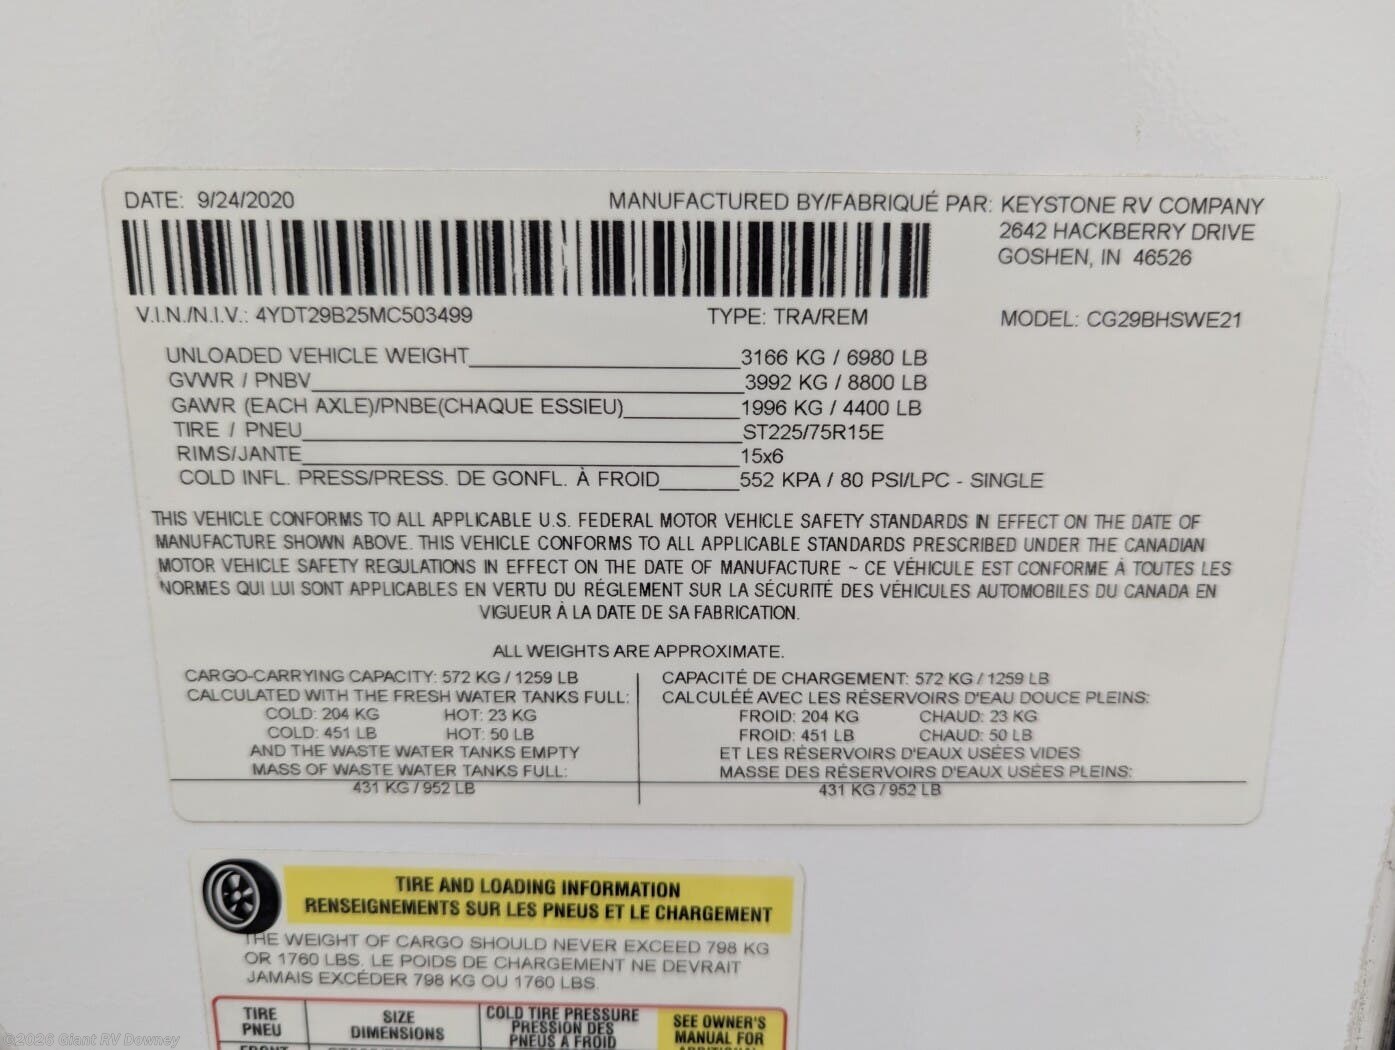 DATE: 9/24/2020 MANUFACTURED BY/FABRIQUÉ PAR: KEYSTONE RV COMPANY
2642 HACKBERRY DRIVE
GOSHEN, IN 46526
V.I.N./N.I.V.: 4YDT29B25MC503499 TYPE: TRA/REM MODEL: CG29BHSWE21
UNLOADED VEHICLE WEIGHT 3166 KG / 6980 LB
GVWR / PNBV 3992 KG / 8800 LB
GAWR (EACH AXLE)/PNBE(CHAQUE ESSIEU) 1996 KG / 4400 LB
TIRE / PNEU ST225/75R15E
RIMS/JANTE 15x6
COLD INFL. PRESS/PRESS. DE GONFL. À FROID 552 KPA / 80 PSI/LPC - SINGLE
THIS VEHICLE CONFORMS TO ALL APPLICABLE U.S. FEDERAL MOTOR VEHICLE SAFETY STANDARDS IN EFFECT ON THE DATE OF
MANUFACTURE SHOWN ABOVE. THIS VEHICLE CONFORMS TO ALL APPLICABLE STANDARDS PRESCRIBED UNDER THE CANADIAN
MOTOR VEHICLE SAFETY REGULATIONS IN EFFECT ON THE DATE OF MANUFACTURE ~ CE VÉHICULE EST CONFORME À TOUTES LES
NORMES QUI LUI SONT APPLICABLES EN VERTU DU RÉGLEMENT SUR LA SÉCURITÉ DES VÉHICULES AUTOMOBILES DU CANADA EN
VIGUEUR À LA DATE DE SA FABRICATION.
ALL WEIGHTS ARE APPROXIMATE.
CARGO-CARRYING CAPACITY: 572 KG / 1259 LB
CALCULATED WITH THE FRESH WATER TANKS FULL:
COLD: 204 KG HOT: 23 KG
COLD: 451 LB HOT: 50 LB
AND THE WASTE WATER TANKS EMPTY
MASS OF WASTE WATER TANKS FULL:
431 KG / 952 LB
CAPACITÉ DE CHARGEMENT: 572 KG / 1259 LB
CALCULÉÉ AVEC LES RÉSERVOIRS D'EAU DOUCE PLEINS:
FROID: 204 KG CHAUD: 23 KG
FROID: 451 LB CHAUD: 50 LB
ET LES RÉSERVOIRS D'EAUX USÉES VIDES
MASSE DES RÉSERVOIRS D'EAUX USÉES PLEINS:
431 KG / 952 LB
TIRE AND LOADING INFORMATION
RENSEIGNEMENTS SUR LES PNEUS ET LE CHARGEMENT
THE WEIGHT OF CARGO SHOULD NEVER EXCEED 798 KG
OR 1760 LBS. LE POIDS DE CHARGEMENT NE DEVRAIT
JAMAIS EXCÉDER 798 KG OU 1760 LBS.
TIRE
PNEU
SIZE
DIMENSIONS
COLD TIRE PRESSURE
PRESSION DES
PNEUS A FROID
SEE OWNER'S
MANUAL FOR
©2026 Giant RV Downey